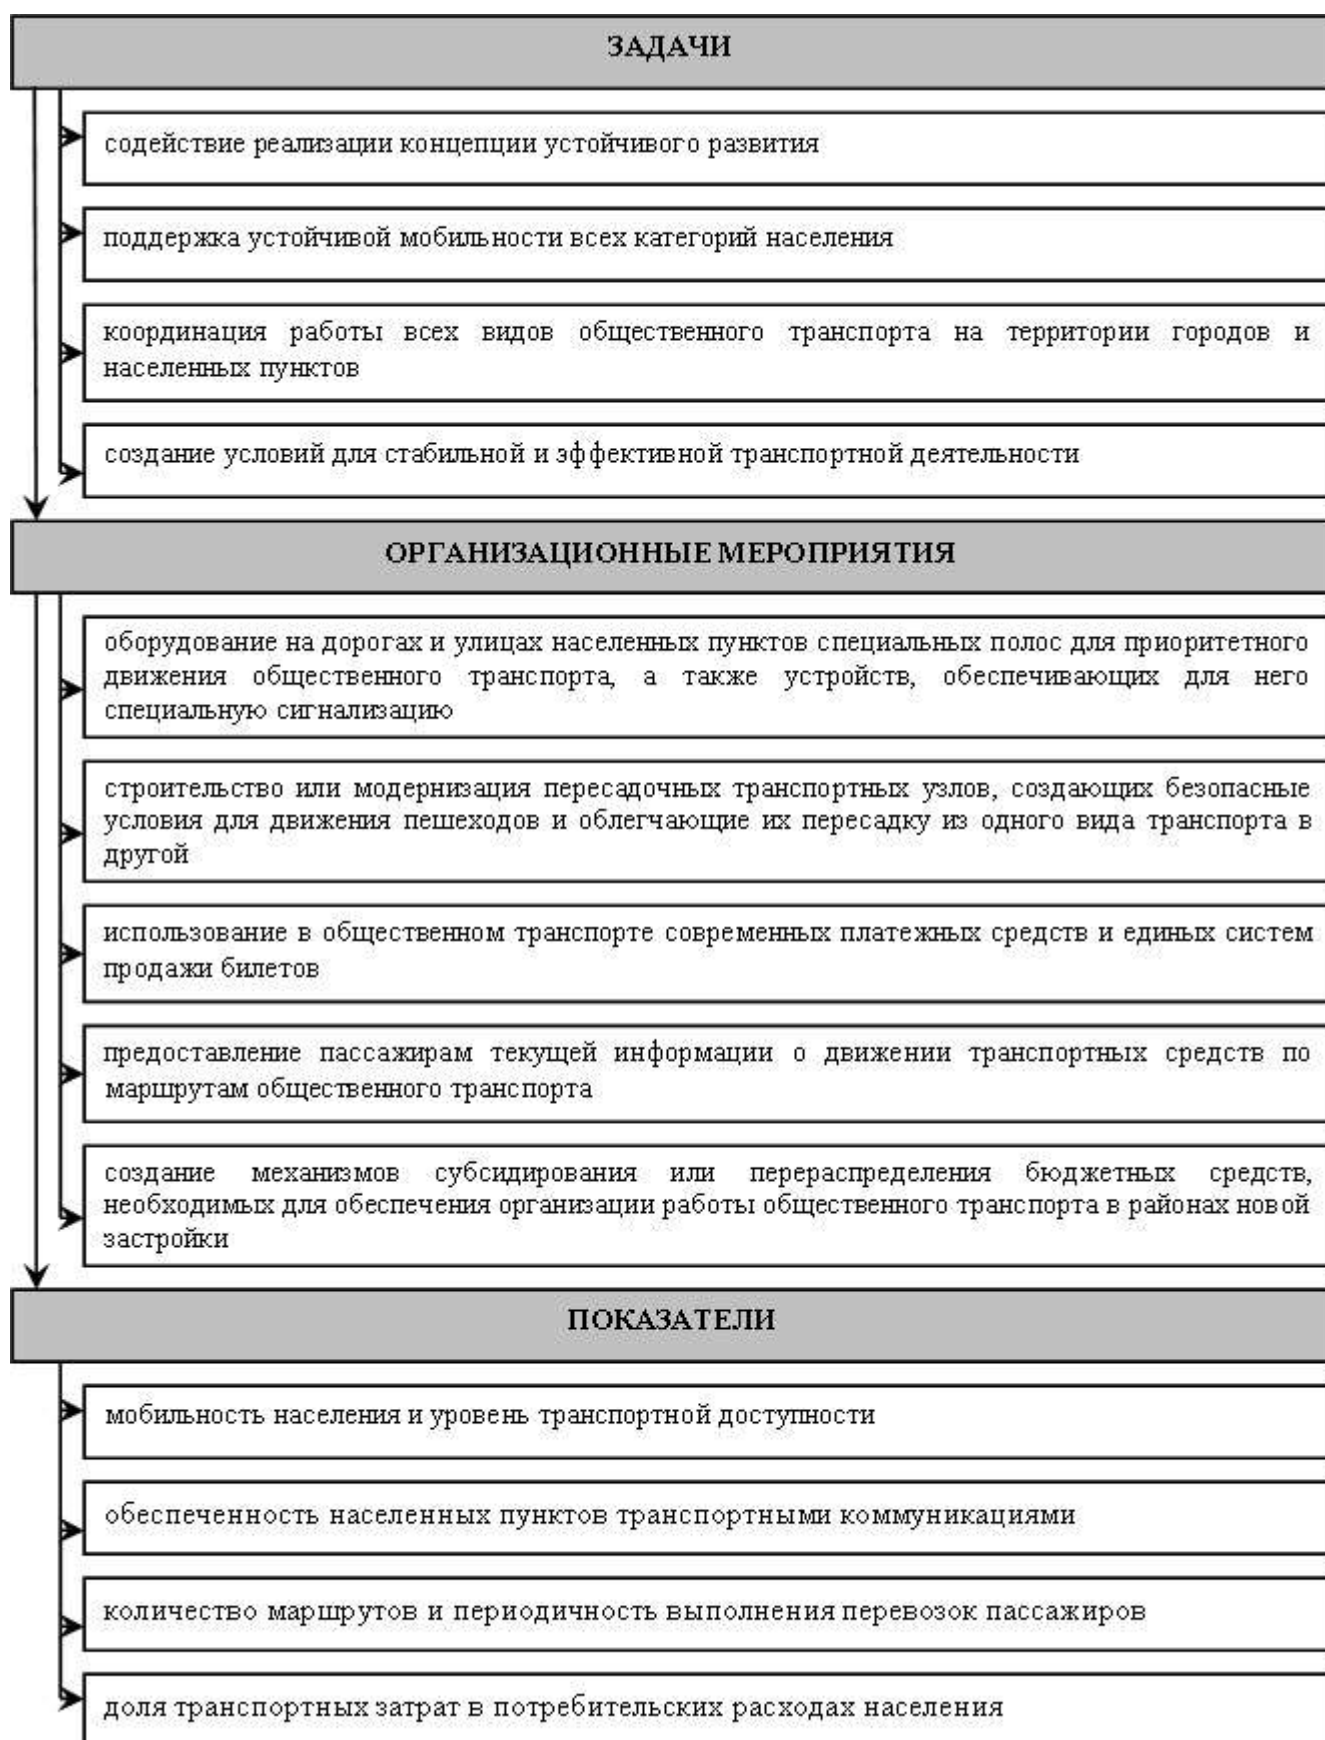 ЗАДАЧИ
содействие реализации концепции устойчивого развития
поддержка устойчивой мобильности всех категорий населения
координация работы всех видов общественного транспорта на территории городов и
населенных пунктов
создание условий для стабильной и эффективной транспортной деятельности
ОРГАНИЗАЦИОННЫЕ МЕРОПРИЯТИЯ
оборудование на дорогах и улицах населенных пунктов специальных полос для приоритетного
движения общественного транспорта, а также устройств, обеспечивающих для него
специальную сигнализацию
строительство или модернизация пересадочных транспортных узлов, создающих безопасные
условия для движения пешеходов и облегчающие их пересадку из одного вида транспорта в
другой
использование в общественном транспорте современных платежных средств и единых систем
продажи билетов
предоставление пассажирам текущей информации о движении транспортных средств по
маршрутам общественного транспорта
создание механизмов субсидирования или перераспределения бюджетных средств,
необходимых для обеспечения организации работы общественного транспорта в районах новой
застройки
ПОКАЗАТЕЛИ
мобильность населения и уровень транспортной доступности
обеспеченность населенных пунктов транспортными коммуникациями
количество маршрутов и периодичность выполнения перевозок пассажиров
доля транспортных затрат в потребительских расходах населения